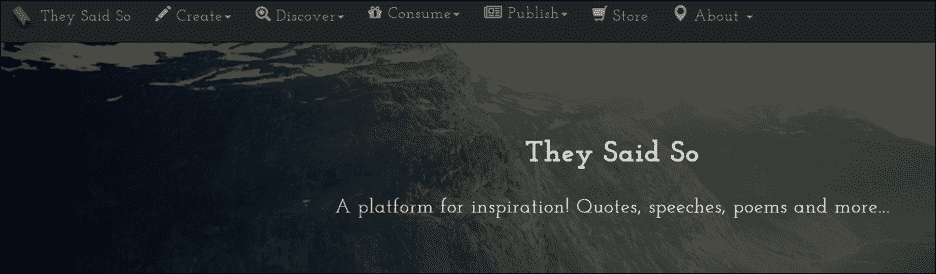 They Said So Create Discover Consume Publish Store About
They Said So
A platform for inspiration! Quotes, speeches, poems and more...